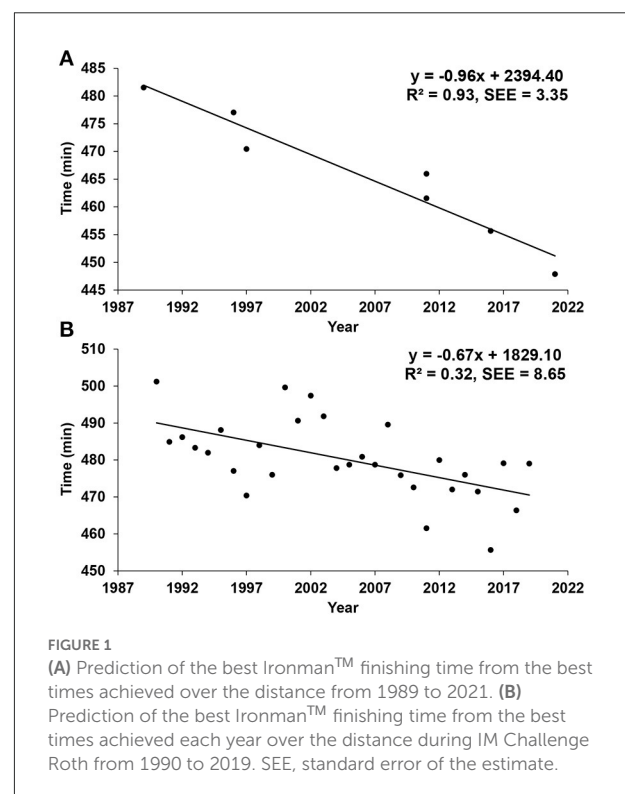 A
y = -0.96x + 2394.40
R² = 0.93, SEE = 3.35
485
480
475
470
465
460
455
450
445
Time (min)
1987 1992 1997 2002 2007 2012 2017 2022
Year
B
y = -0.67x + 1829.10
R² = 0.32, SEE = 8.65
510
500
490
480
470
460
450
Time (min)
1987 1992 1997 2002 2007 2012 2017 2022
Year
FIGURE 1
(A) Prediction of the best Ironman™ finishing time from the best
times achieved over the distance from 1989 to 2021. (B)
Prediction of the best Ironman™ finishing time from the best
times achieved each year over the distance during IM Challenge
Roth from 1990 to 2019. SEE, standard error of the estimate.